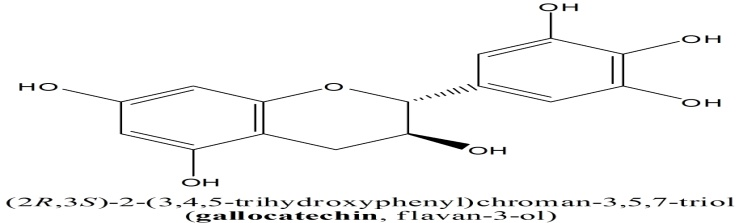 OH
OH
HO
O
OH
OH
OH
(2R,3S)-2-(3,4,5-trihydroxyphenyl)chroman-3,5,7-triol
(gallocatechin, flavan-3-ol)